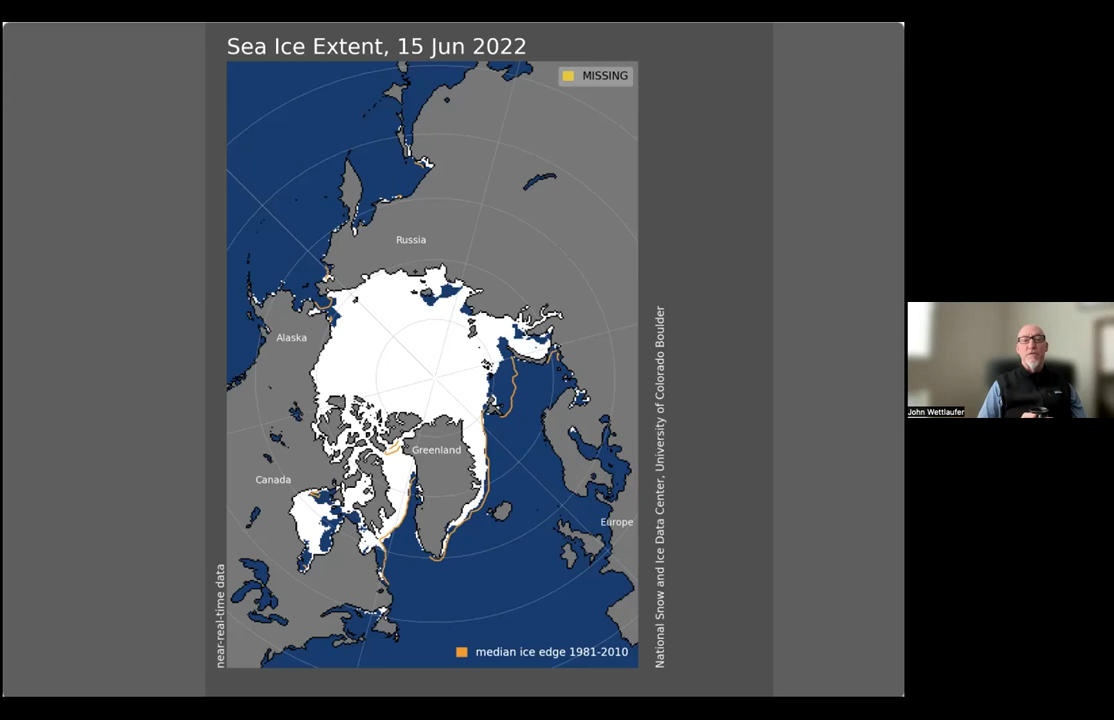 Sea Ice Extent, 15 Jun 2022
MISSING
Russia
Alaska
Greenland
Canada
Europe
near-real-time data
median ice edge 1981-2010
National Snow and Ice Data Center, University of Colorado Boulder
John Wettlaufer